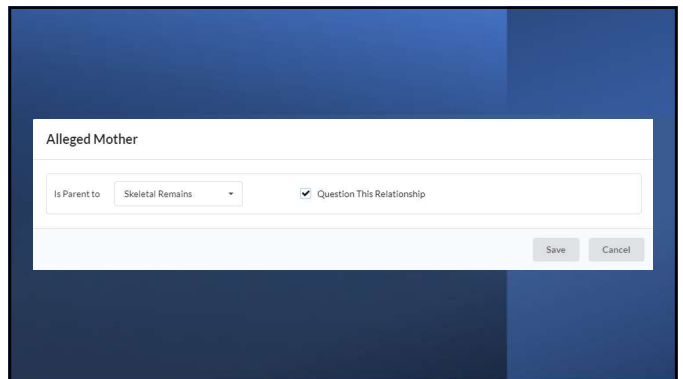 Alleged Mother
Is Parent to Skeletal Remains Question This Relationship
Save Cancel